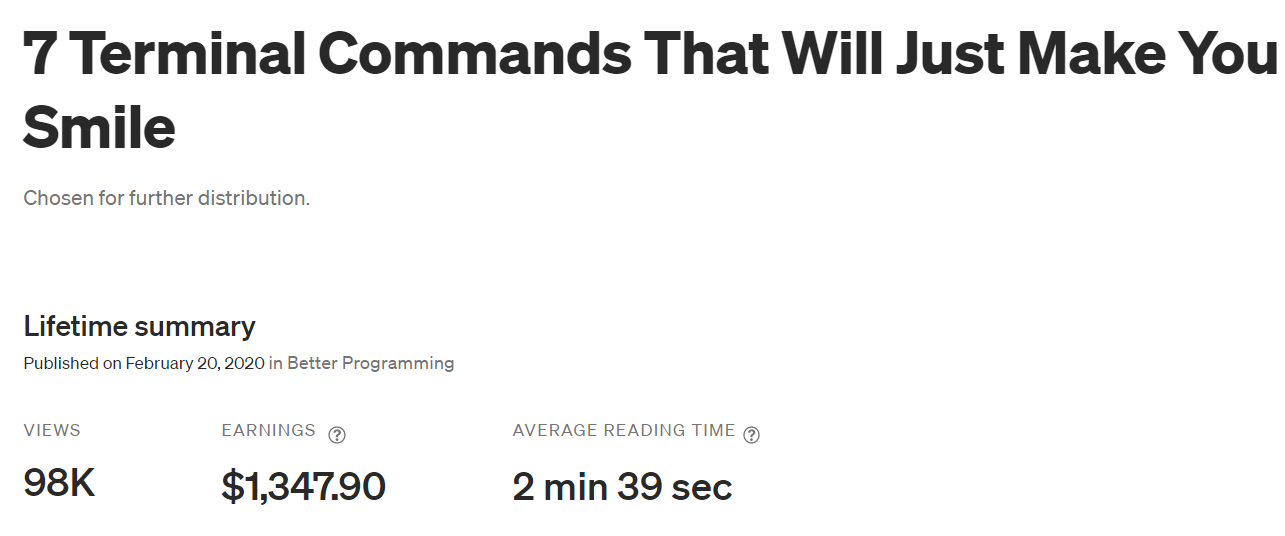 7 Terminal Commands That Will Just Make You
Smile
Chosen for further distribution.
Lifetime summary
Published on February 20, 2020 in Better Programming
VIEWS EARNINGS ? AVERAGE READING TIME ?
98K $1,347.90 2 min 39 sec